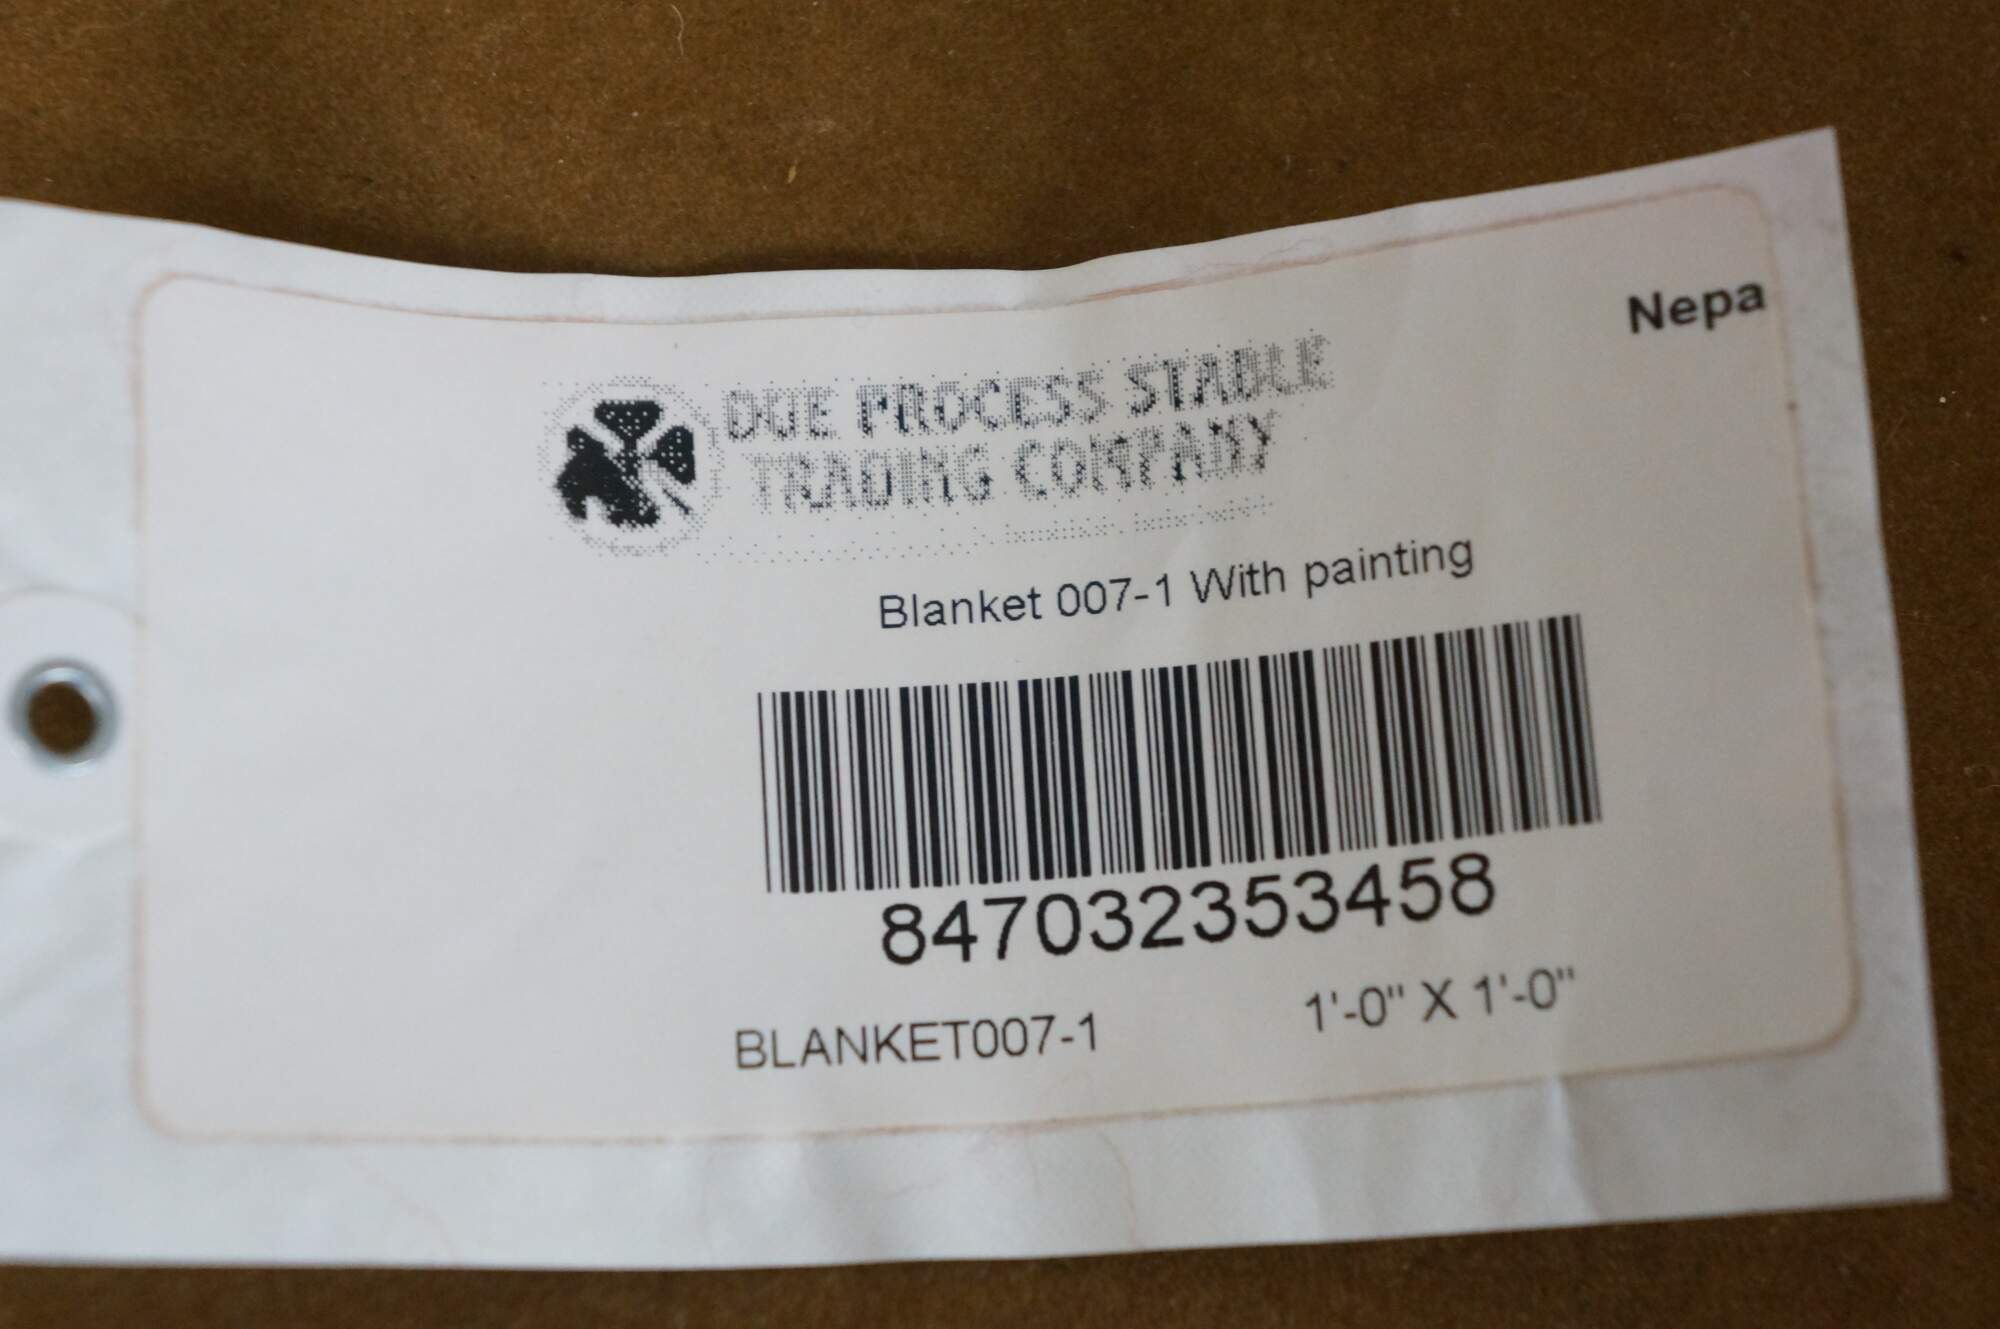 Nepa
DUE PROCESS STABLE
TRADING COMPANY
Blanket 007-1 With painting
847032353458
BLANKET007-1 1'-0" X 1'-0"